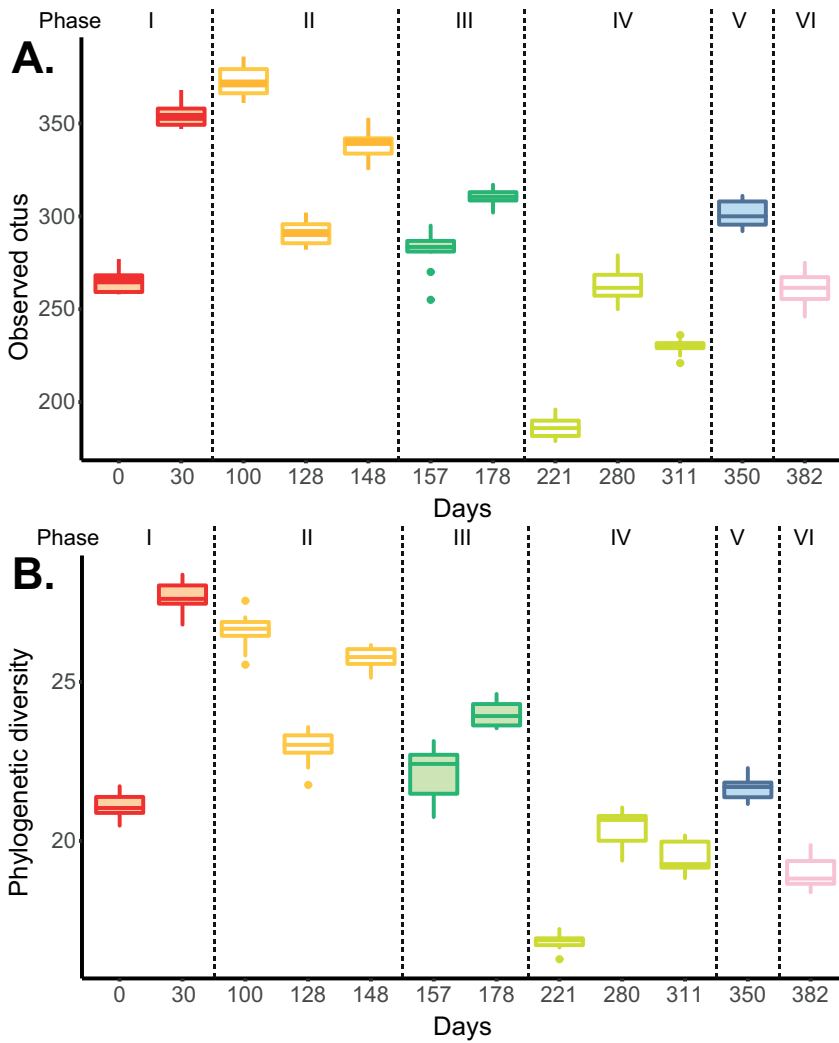 Phase I II III IV V VI
A.
Observed otus
350
300
250
200
0 30 100 128 148 157 178 221 280 311 350 382
Days
Phase I II III IV V VI
B.
Phylogenetic diversity
25
20
0 30 100 128 148 157 178 221 280 311 350 382
Days